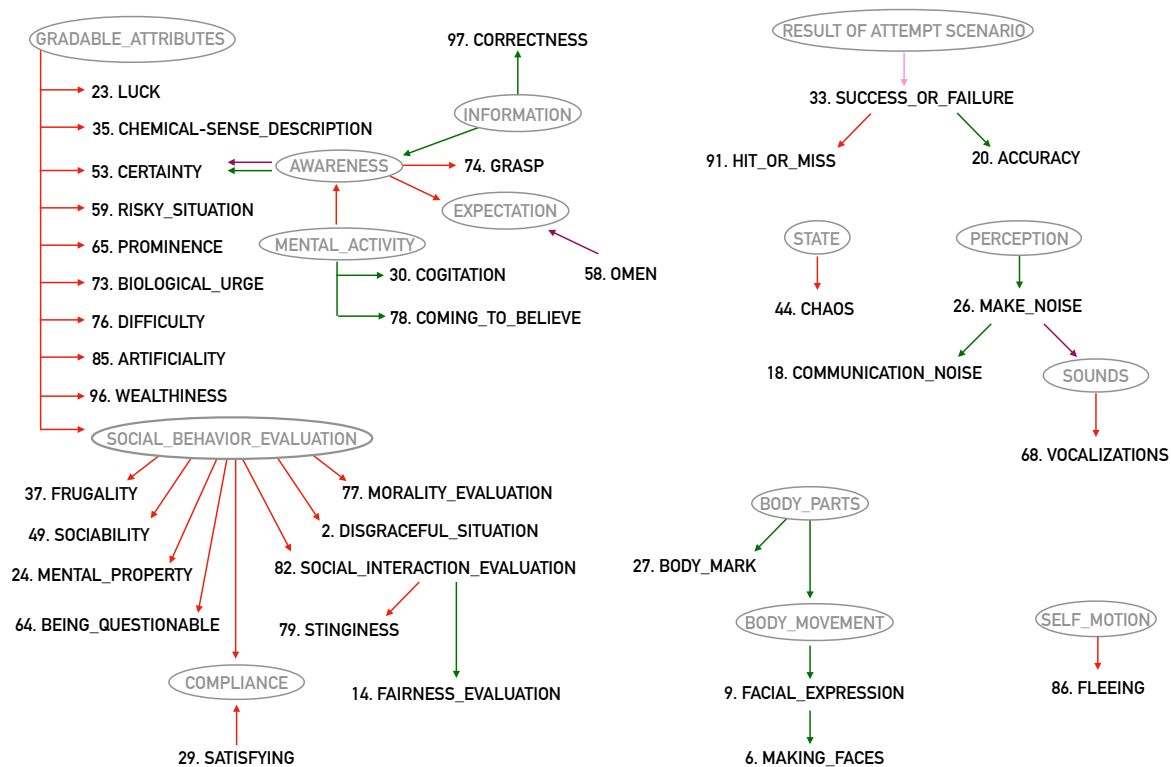 GRADABLE_ATTRIBUTES
97. CORRECTNESS
23. LUCK
INFORMATION
35. CHEMICAL-SENSE_DESCRIPTION
53. CERTAINTY
AWARENESS
74. GRASP
59. RISKY_SITUATION
EXPECTATION
65. PROMINENCE
MENTAL_ACTIVITY
58. OMEN
73. BIOLOGICAL_URGE
30. COGITATION
76. DIFFICULTY
78. COMING_TO_BELIEVE
85. ARTIFICIALITY
96. WEALTHINESS
SOCIAL_BEHAVIOR_EVALUATION
37. FRUGALITY
77. MORALITY_EVALUATION
49. SOCIABILITY
2. DISGRACEFUL_SITUATION
24. MENTAL_PROPERTY
82. SOCIAL_INTERACTION_EVALUATION
64. BEING_QUESTIONABLE
79. STINGINESS
COMPLIANCE
14. FAIRNESS_EVALUATION
29. SATISFYING
RESULT OF ATTEMPT SCENARIO
33. SUCCESS_OR_FAILURE
91. HIT_OR_MISS
20. ACCURACY
STATE
PERCEPTION
44. CHAOS
26. MAKE_NOISE
18. COMMUNICATION_NOISE
SOUNDS
68. VOCALIZATIONS
BODY_PARTS
27. BODY_MARK
BODY_MOVEMENT
SELF_MOTION
9. FACIAL_EXPRESSION
86. FLEEING
6. MAKING_FACES